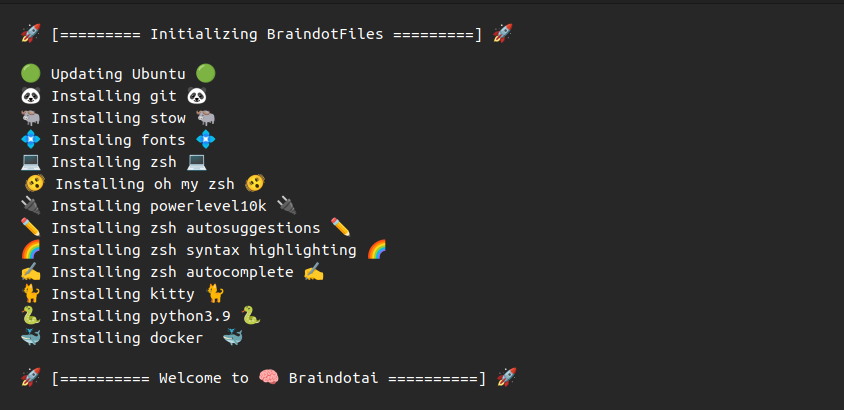 🚀 [========= Initializing BraindotFiles =========] 🚀
🟢 Updating Ubuntu 🟢
🐼 Installing git 🐼
🐃 Installing stow 🐃
💠 Instaling fonts 💠
💻 Installing zsh 💻
🫨 Installing oh my zsh 🫨
🔌 Installing powerlevel10k 🔌
✏️ Installing zsh autosuggestions ✏️
🌈 Installing zsh syntax highlighting 🌈
✍️ Installing zsh autocomplete ✍️
🐈 Installing kitty 🐈
🐍 Installing python3.9 🐍
🐳 Installing docker  🐳
🚀 [========== Welcome to 🧠 Braindotai ==========] 🚀